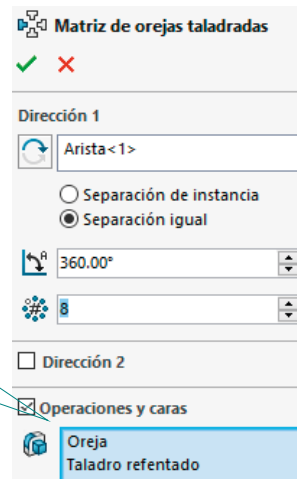 Matriz de orejas taladradas
Dirección 1
Arista<1>
Separación de instancia
Separación igual
360.00°
8
Dirección 2
Operaciones y caras
Oreja
Taladro refentado